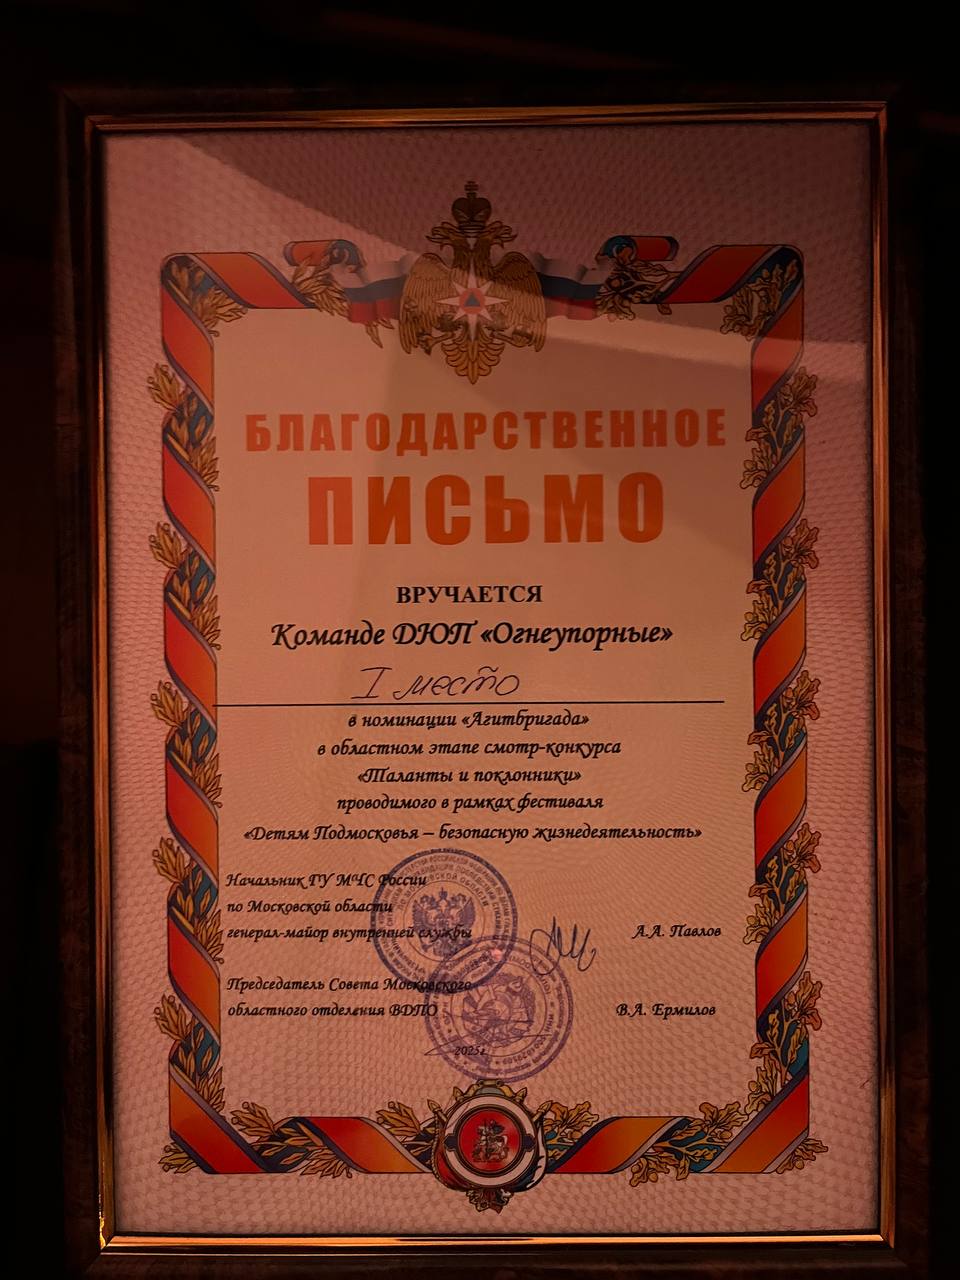 БЛАГОДАРСТВЕННОЕ
ПИСЬМО
ВРУЧАЕТСЯ
Команде ДЮП «Огнеупорные»
I место
в номинации «Агитбригада»
в областном этапе смотр-конкурса
«Таланты и поклонники»
проводимого в рамках фестиваля
«Детям Подмосковья – безопасную жизнедеятельность»
Начальник ГУ МЧС России
по Московской области
генерал-майор внутренней службы
А.А. Павлов
Председатель Совета Московского
областного отделения ВДПО
В.А. Ермилов
2025г.